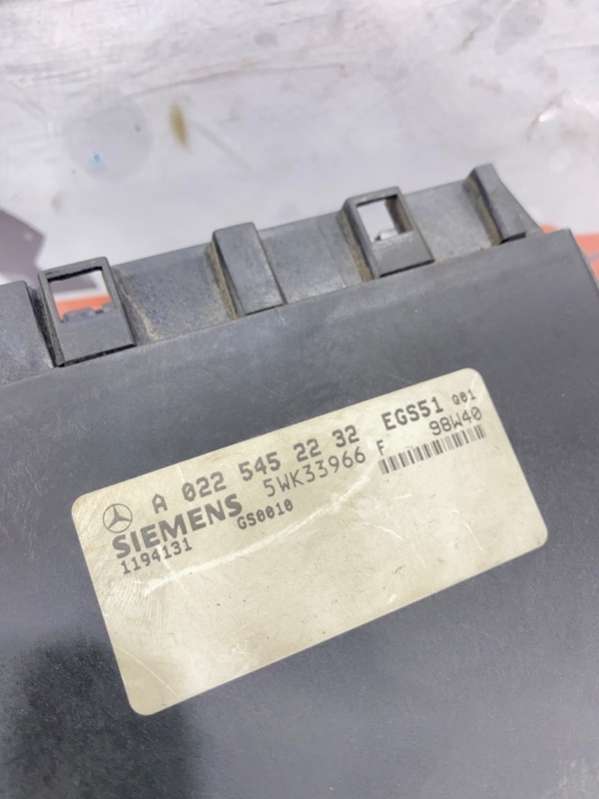 A 022 545 22 32 EGS51 Q01
SIEMENS 5WK33966 F 98W40
1194131 GS0010